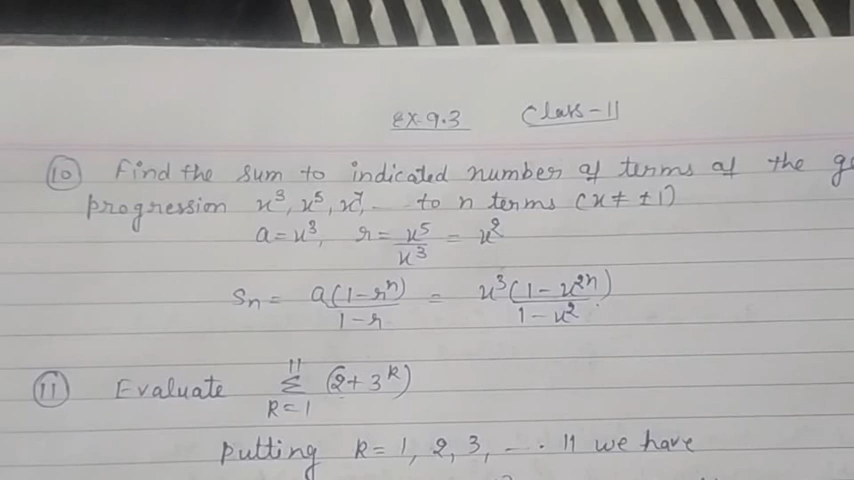 Ex-9.3 Class-11
(10) Find the sum to indicated number of terms of the
progression x³, x⁵, x⁷, ... to n terms (x ≠ ±1)
a = x³, r = x⁵/x³ = x²
Sn = a(1-rⁿ)/1-r = x³(1-x²ⁿ)/1-x²
(11) Evaluate Σ (2+3ᴿ) 11 R=1
Putting R = 1, 2, 3, ... 11 we have